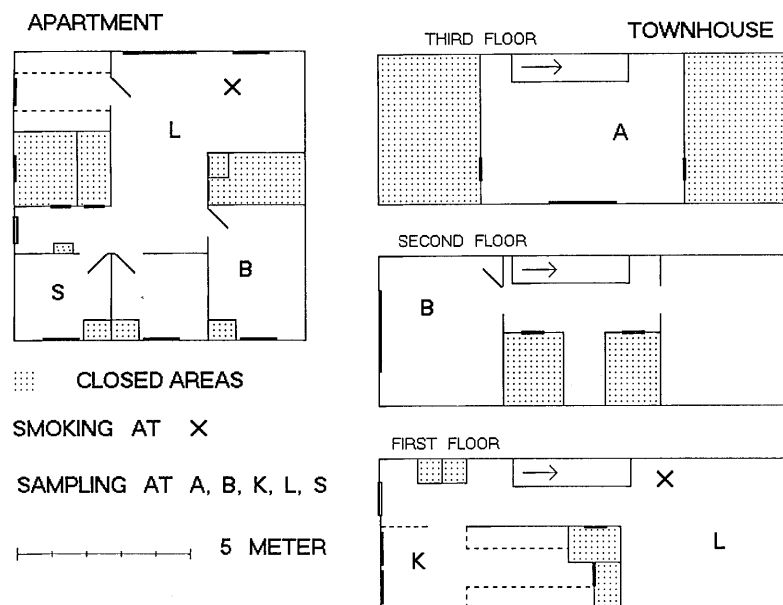 APARTMENT
L
S
B
CLOSED AREAS
SMOKING AT X
SAMPLING AT A, B, K, L, S
5 METER
TOWNHOUSE
THIRD FLOOR
A
SECOND FLOOR
B
FIRST FLOOR
K
L